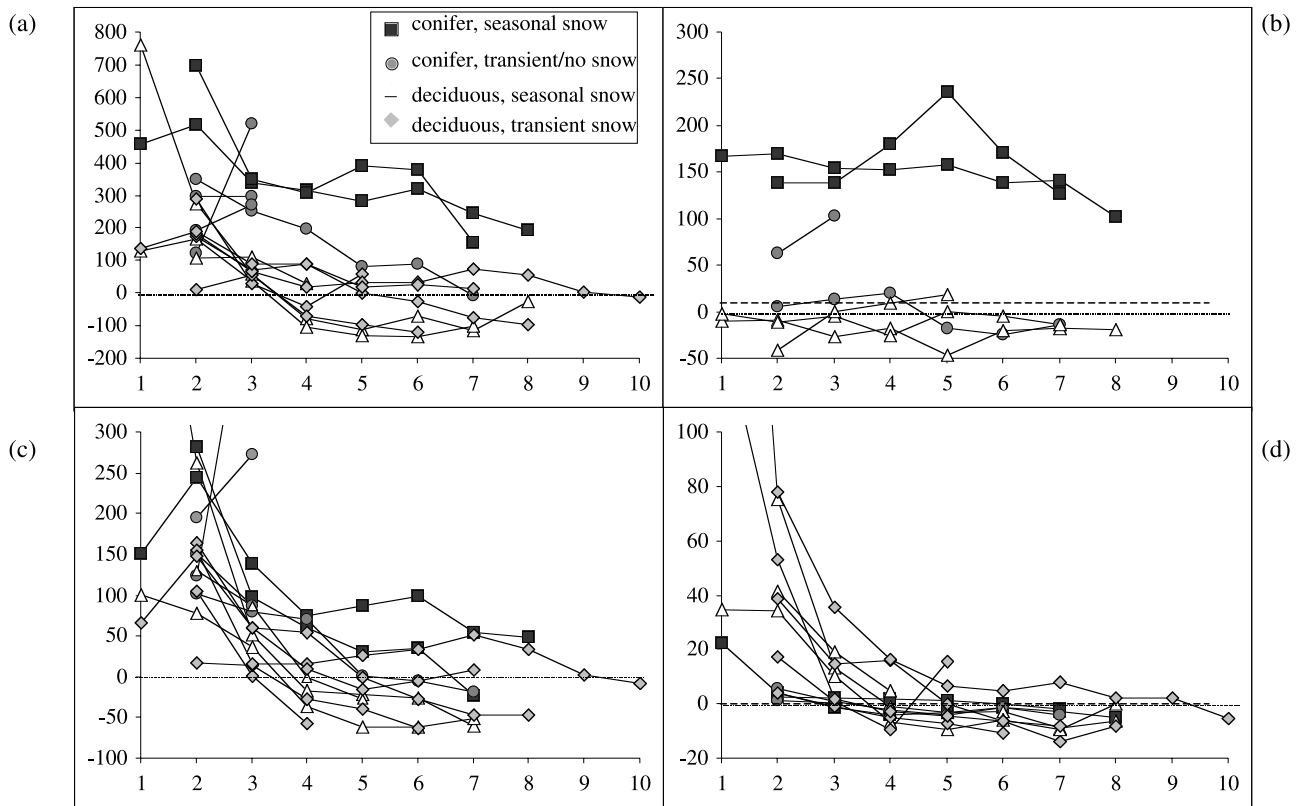 (a)
800
700
600
500
400
300
200
100
0
-100
-200
1 2 3 4 5 6 7 8 9 10
conifer, seasonal snow
conifer, transient/no snow
deciduous, seasonal snow
deciduous, transient snow
(b)
300
250
200
150
100
50
0
-50
1 2 3 4 5 6 7 8 9 10
(c)
300
250
200
150
100
50
0
-50
-100
1 2 3 4 5 6 7 8 9 10
(d)
100
80
60
40
20
0
-20
1 2 3 4 5 6 7 8 9 10